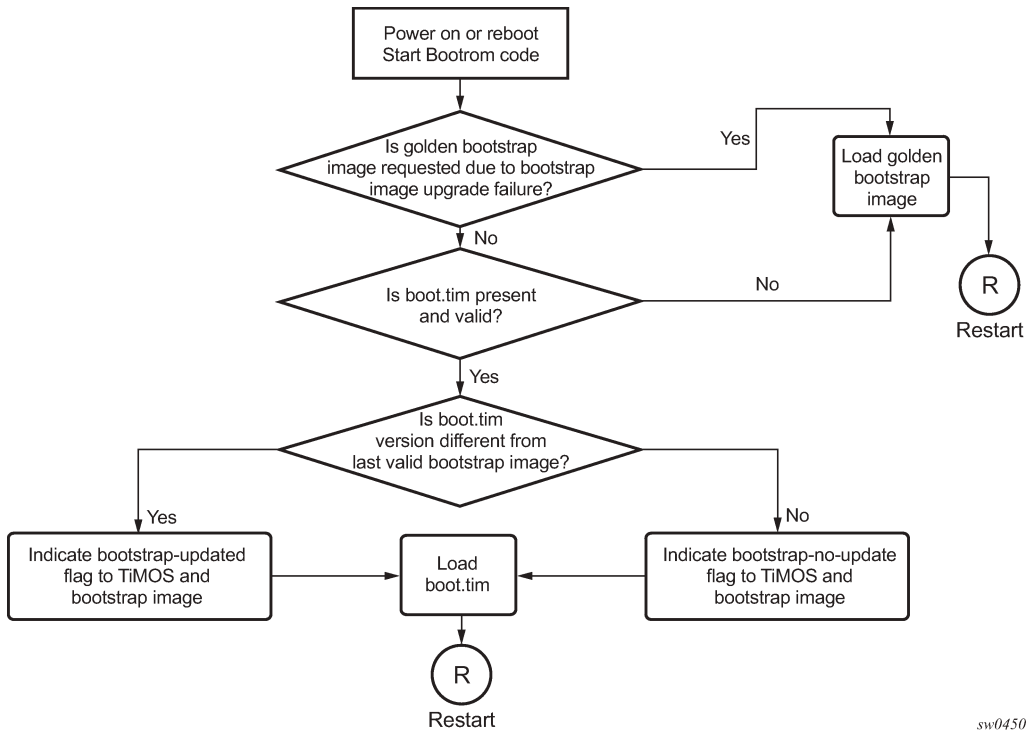 Power on or reboot
Start Bootrom code
Is golden bootstrap
image requested due to bootstrap
image upgrade failure?
Yes
Load golden
bootstrap
image
No
R
Restart
Is boot.tim present
and valid?
No
Yes
Is boot.tim
version different from
last valid bootstrap image?
Yes
No
Indicate bootstrap-updated
flag to TiMOS and
bootstrap image
Load
boot.tim
Indicate bootstrap-no-update
flag to TiMOS and
bootstrap image
R
Restart
sw0450